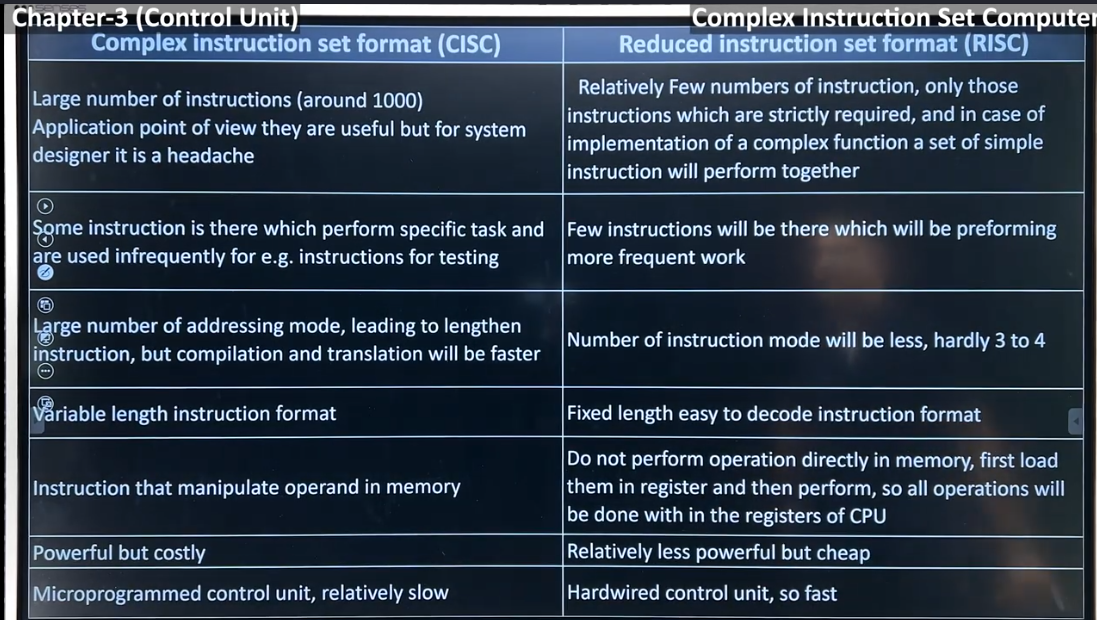 Chapter-3 (Control Unit)
Complex Instruction Set Computer
Complex instruction set format (CISC)
Reduced instruction set format (RISC)
Large number of instructions (around 1000)
Application point of view they are useful but for system
designer it is a headache
Relatively Few numbers of instruction, only those
instructions which are strictly required, and in case of
implementation of a complex function a set of simple
instruction will perform together
Some instruction is there which perform specific task and
are used infrequently for e.g. instructions for testing
Few instructions will be there which will be preforming
more frequent work
Large number of addressing mode, leading to lengthen
instruction, but compilation and translation will be faster
Number of instruction mode will be less, hardly 3 to 4
Variable length instruction format
Fixed length easy to decode instruction format
Instruction that manipulate operand in memory
Do not perform operation directly in memory, first load
them in register and then perform, so all operations will
be done with in the registers of CPU
Powerful but costly
Relatively less powerful but cheap
Microprogrammed control unit, relatively slow
Hardwired control unit, so fast